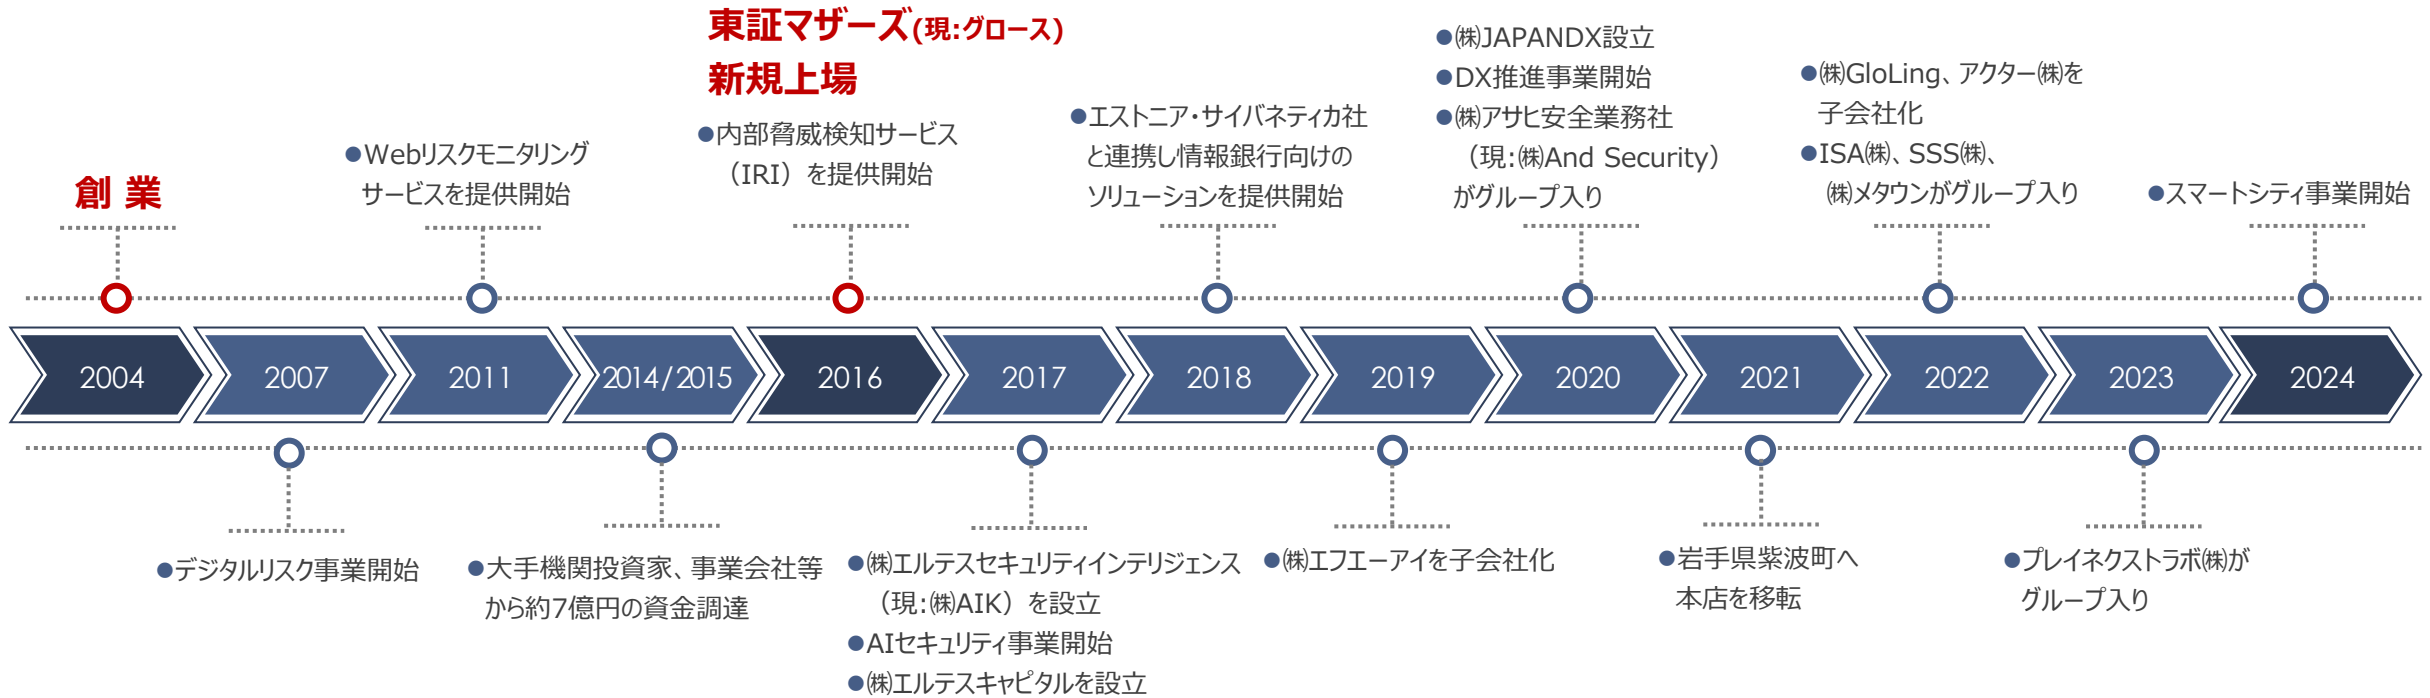 創 業
●Webリスクモニタリング
サービスを提供開始
東証マザーズ(現:グロース)
新規上場
●内部脅威検知サービス
（IRI）を提供開始
●エストニア・サイバネティカ社
と連携し情報銀行向けの
ソリューションを提供開始
●㈱JAPANDX設立
●DX推進事業開始
●㈱アサヒ安全業務社
（現:㈱And Security）
がグループ入り
●㈱GloLing、アクター㈱を
子会社化
●ISA㈱、SSS㈱、
㈱メタウンがグループ入り
●スマートシティ事業開始
2004
2007
2011
2014/2015
2016
2017
2018
2019
2020
2021
2022
2023
2024
●デジタルリスク事業開始
●大手機関投資家、事業会社等
から約7億円の資金調達
●㈱エルテスセキュリティインテリジェンス
（現:㈱AIK）を設立
●AIセキュリティ事業開始
●㈱エルテスキャピタルを設立
●㈱エフエーアイを子会社化
●岩手県紫波町へ
本店を移転
●プレイネクストラボ㈱が
グループ入り